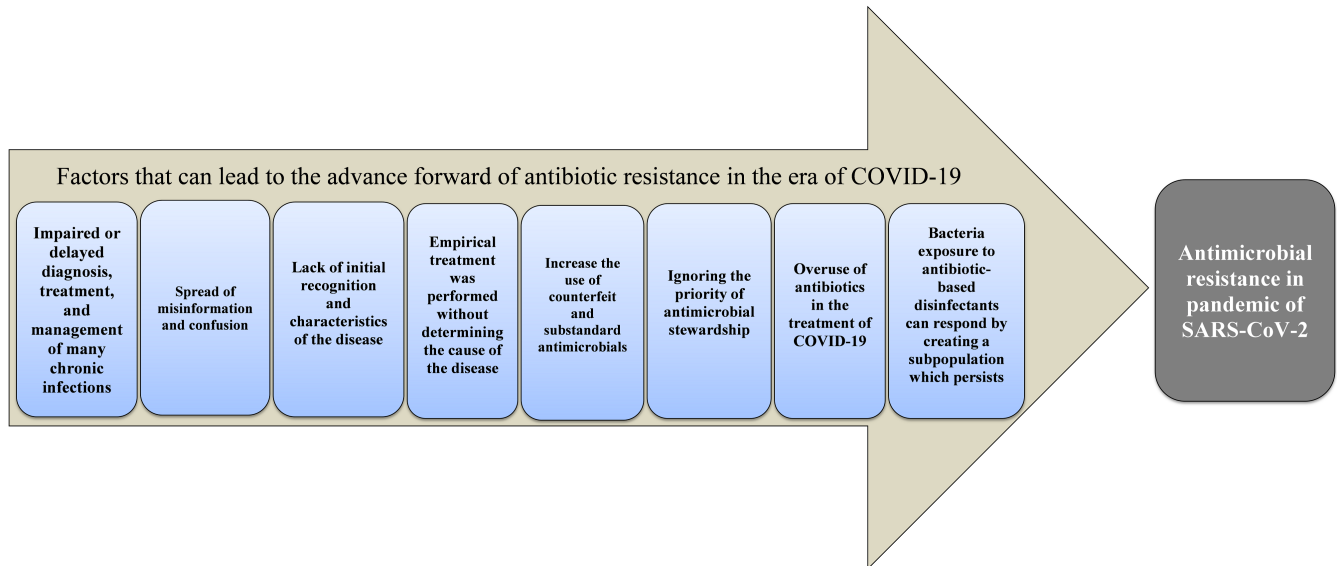 Factors that can lead to the advance forward of antibiotic resistance in the era of COVID-19
Impaired or
delayed
diagnosis,
treatment,
and
management
of many
chronic
infections
Spread of
misinformation
and confusion
Lack of initial
recognition
and
characteristics
of the disease
Empirical
treatment
was
performed
without
determining
the cause of
the disease
Increase the
use of
counterfeit
and
substandard
antimicrobials
Ignoring the
priority of
antimicrobial
stewardship
Overuse of
antibiotics
in the
treatment of
COVID-19
Bacteria
exposure to
antibiotic-
based
disinfectants
can respond by
creating a
subpopulation
which persists
Antimicrobial
resistance in
pandemic of
SARS-CoV-2